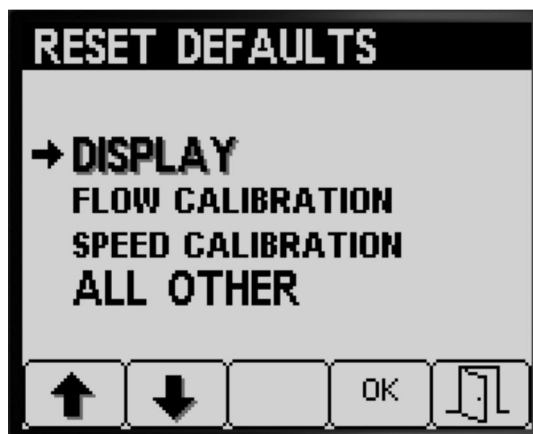 RESET DEFAULTS
DISPLAY
FLOW CALIBRATION
SPEED CALIBRATION
ALL OTHER
OK